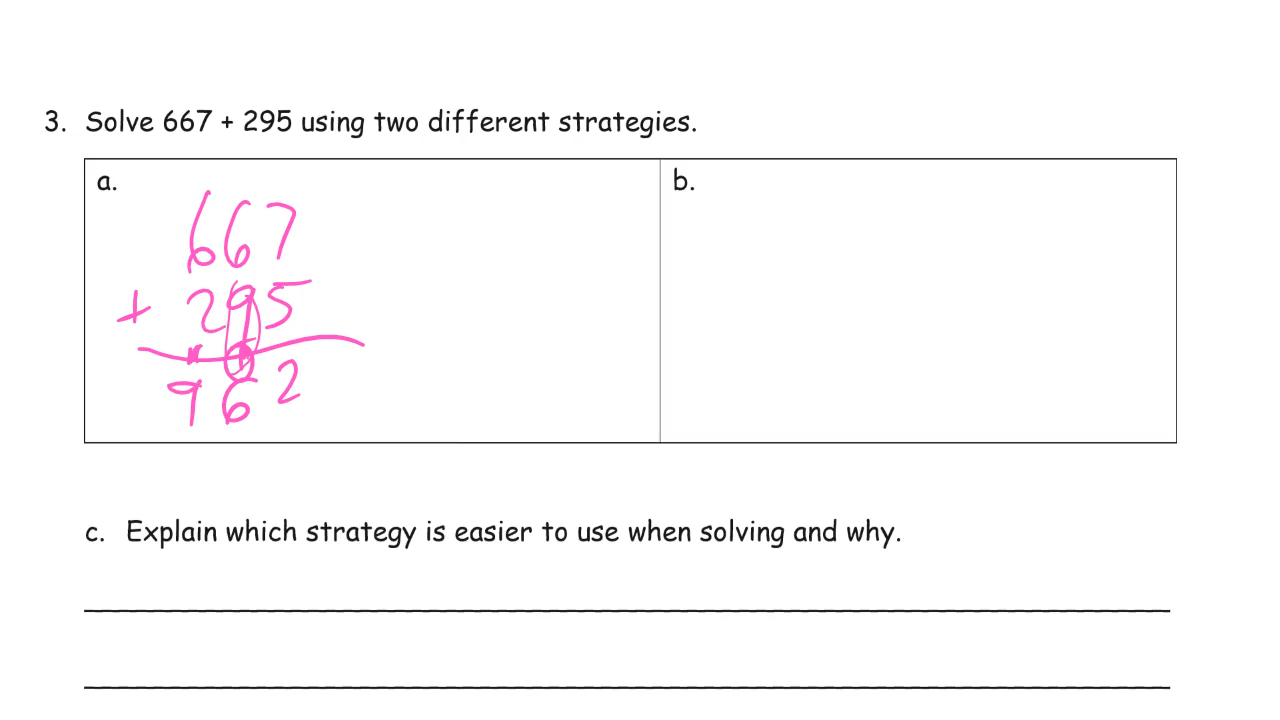 3. Solve 667 + 295 using two different strategies.
a.
667
+ 295
962
b.
c. Explain which strategy is easier to use when solving and why.